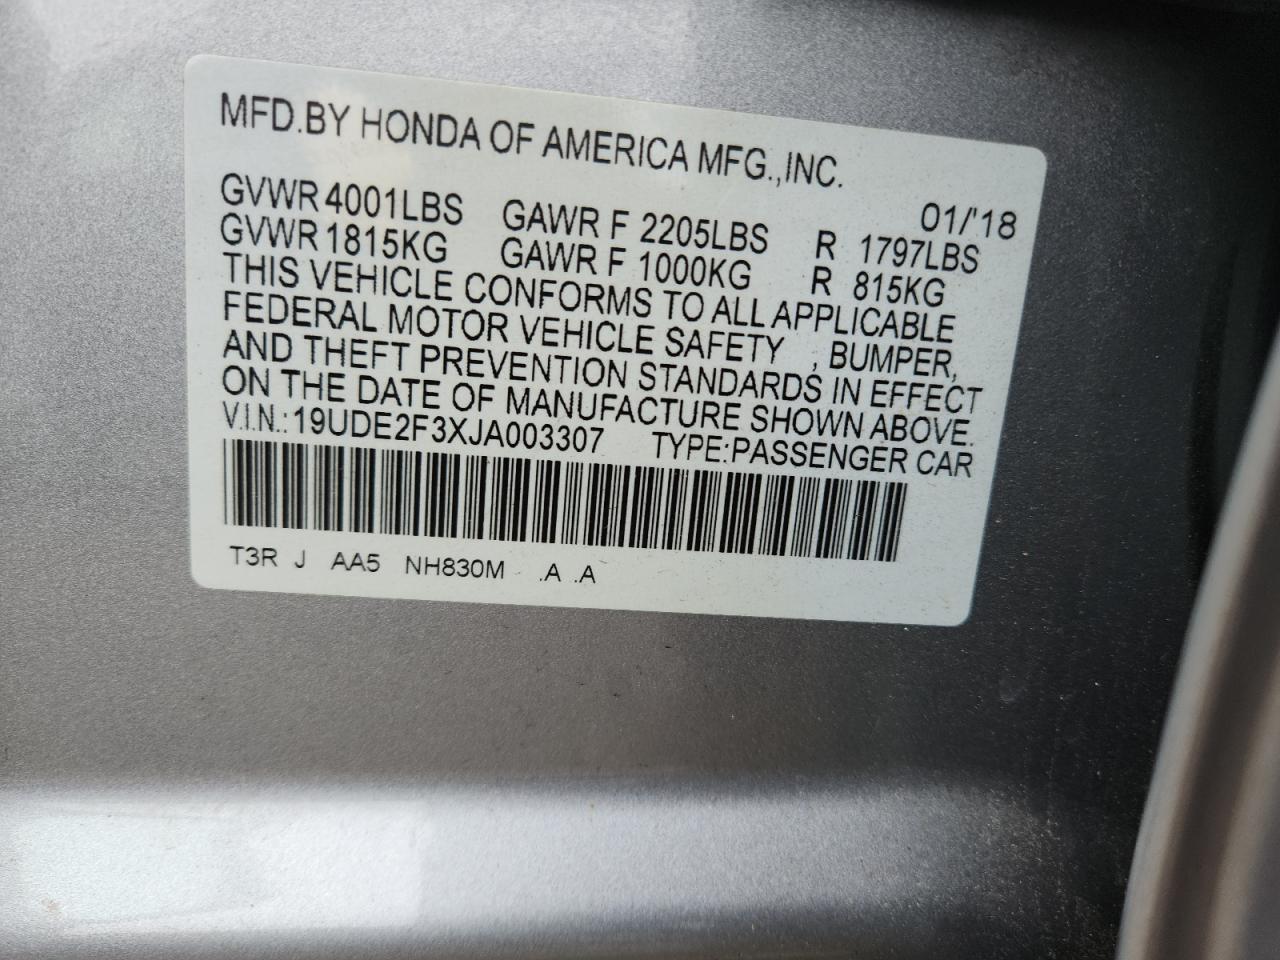 MFD.BY HONDA OF AMERICA MFG.,INC.
01/'18
GVWR 4001LBS GAWR F 2205LBS R 1797LBS
GVWR 1815KG GAWR F 1000KG R 815KG
THIS VEHICLE CONFORMS TO ALL APPLICABLE
FEDERAL MOTOR VEHICLE SAFETY , BUMPER,
AND THEFT PREVENTION STANDARDS IN EFFECT
ON THE DATE OF MANUFACTURE SHOWN ABOVE.
V.I.N.:19UDE2F3XJA003307 TYPE:PASSENGER CAR
T3R J AA5 NH830M .A .A